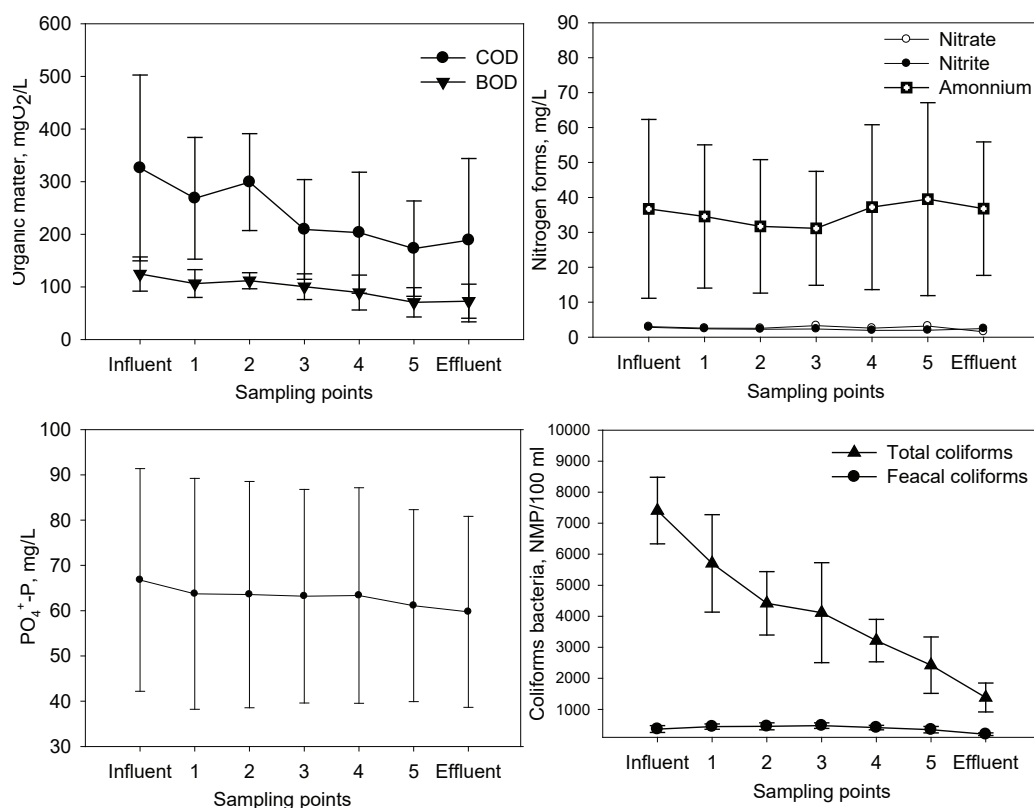 600
500
400
300
200
100
0
Organic matter, mgO2/L
COD
BOD
Influent 1 2 3 4 5 Effluent
Sampling points
90
80
70
60
50
40
30
20
10
0
Nitrogen forms, mg/L
Nitrate
Nitrite
Amonnium
Influent 1 2 3 4 5 Effluent
Sampling points
100
90
80
70
60
50
40
30
PO4+-P, mg/L
Influent 1 2 3 4 5 Effluent
Sampling points
10000
9000
8000
7000
6000
5000
4000
3000
2000
1000
Coliforms bacteria, NMP/100 ml
Total coliforms
Feacal coliforms
Influent 1 2 3 4 5 Effluent
Sampling points